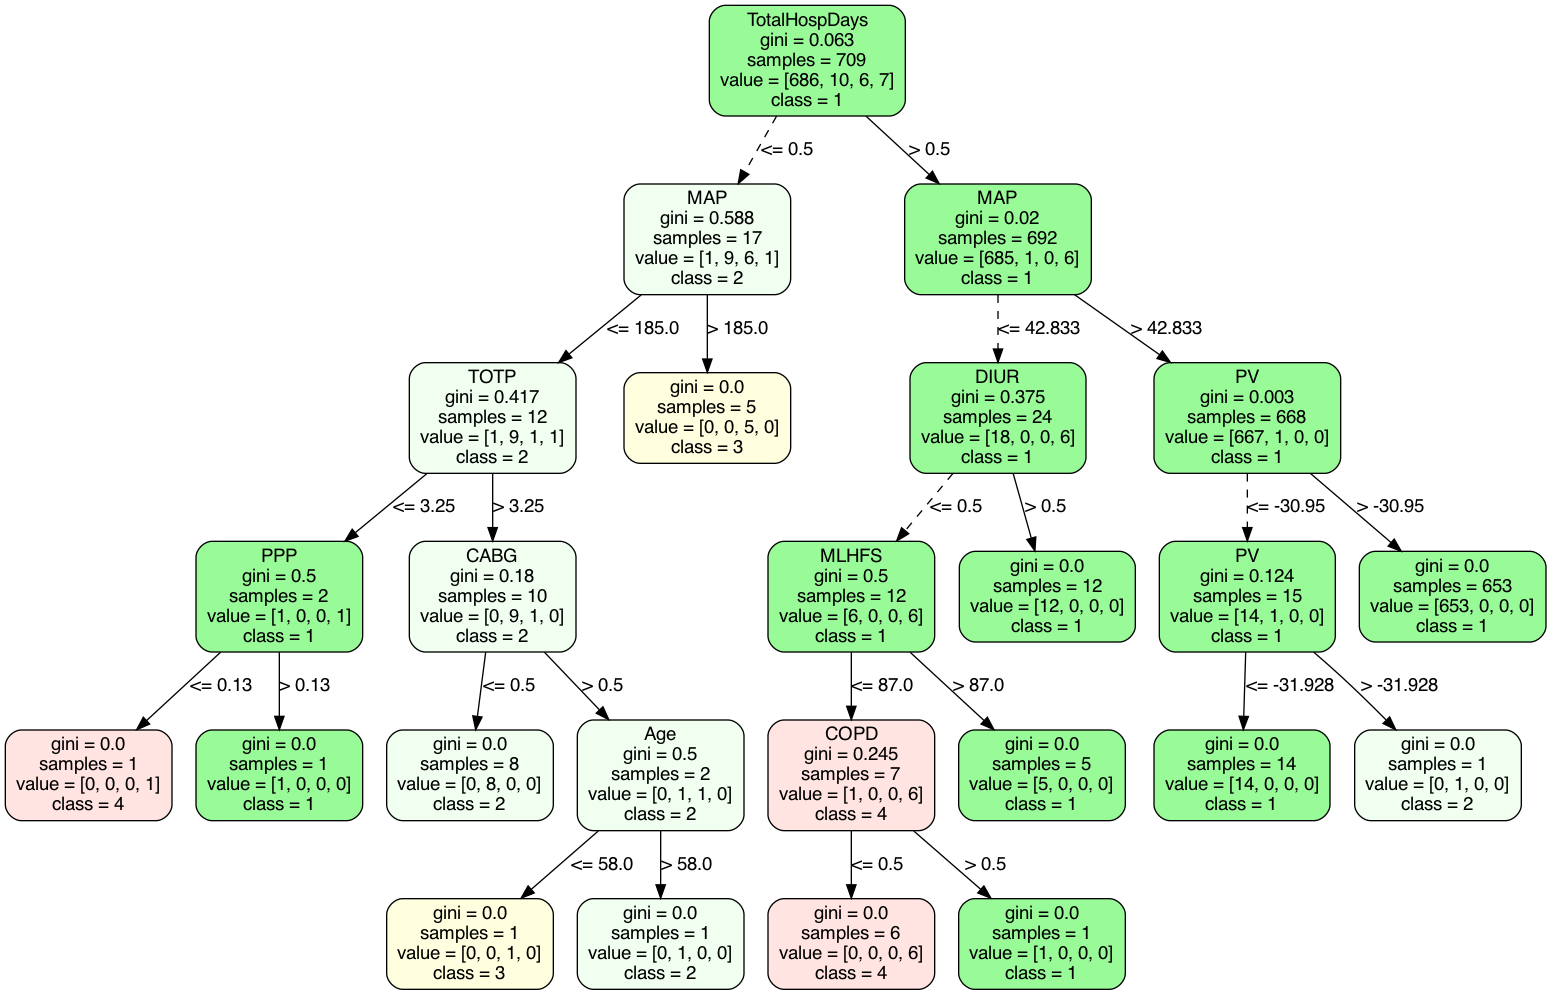 TotalHospDays
gini = 0.063
samples = 709
value = [686, 10, 6, 7]
class = 1
<= 0.5
> 0.5
MAP
gini = 0.588
samples = 17
value = [1, 9, 6, 1]
class = 2
MAP
gini = 0.02
samples = 692
value = [685, 1, 0, 6]
class = 1
<= 185.0
> 185.0
<= 42.833
> 42.833
TOTP
gini = 0.417
samples = 12
value = [1, 9, 1, 1]
class = 2
gini = 0.0
samples = 5
value = [0, 0, 5, 0]
class = 3
DIUR
gini = 0.375
samples = 24
value = [18, 0, 0, 6]
class = 1
PV
gini = 0.003
samples = 668
value = [667, 1, 0, 0]
class = 1
<= 3.25
> 3.25
<= 0.5
> 0.5
<= -30.95
> -30.95
PPP
gini = 0.5
samples = 2
value = [1, 0, 0, 1]
class = 1
CABG
gini = 0.18
samples = 10
value = [0, 9, 1, 0]
class = 2
MLHFS
gini = 0.5
samples = 12
value = [6, 0, 0, 6]
class = 1
gini = 0.0
samples = 12
value = [12, 0, 0, 0]
class = 1
PV
gini = 0.124
samples = 15
value = [14, 1, 0, 0]
class = 1
gini = 0.0
samples = 653
value = [653, 0, 0, 0]
class = 1
<= 0.13
> 0.13
<= 0.5
> 0.5
<= 87.0
> 87.0
<= -31.928
> -31.928
gini = 0.0
samples = 1
value = [0, 0, 0, 1]
class = 4
gini = 0.0
samples = 1
value = [1, 0, 0, 0]
class = 1
gini = 0.0
samples = 8
value = [0, 8, 0, 0]
class = 2
Age
gini = 0.5
samples = 2
value = [0, 1, 1, 0]
class = 2
COPD
gini = 0.245
samples = 7
value = [1, 0, 0, 6]
class = 4
gini = 0.0
samples = 5
value = [5, 0, 0, 0]
class = 1
gini = 0.0
samples = 14
value = [14, 0, 0, 0]
class = 1
gini = 0.0
samples = 1
value = [0, 1, 0, 0]
class = 2
<= 58.0
> 58.0
<= 0.5
> 0.5
gini = 0.0
samples = 1
value = [0, 0, 1, 0]
class = 3
gini = 0.0
samples = 1
value = [0, 1, 0, 0]
class = 2
gini = 0.0
samples = 6
value = [0, 0, 0, 6]
class = 4
gini = 0.0
samples = 1
value = [1, 0, 0, 0]
class = 1